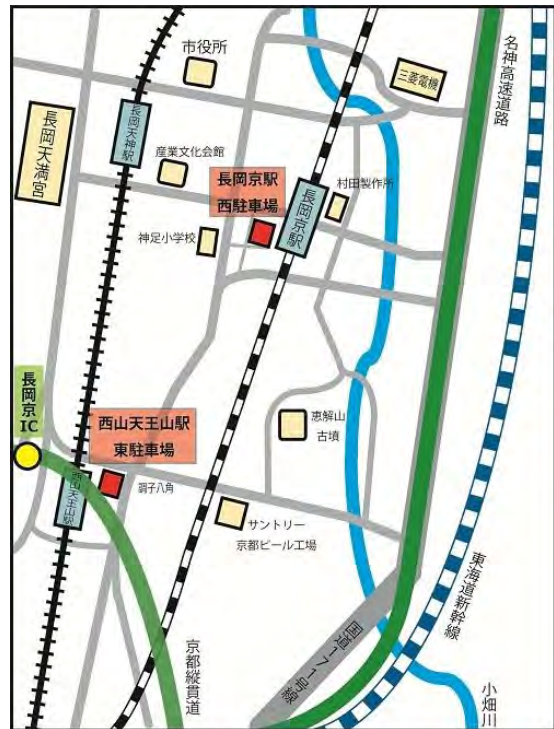 市役所
三菱電機
名神高速道路
長岡天神駅
長岡天満宮
産業文化会館
長岡京駅
西駐車場
長岡京駅
村田製作所
神足小学校
長岡京
IC
西山天王山駅
東駐車場
恵解山
古墳
西山天王山駅
調子八角
サントリー
京都ビール工場
東海道新幹線
国道171号線
京都縦貫道
小畑川